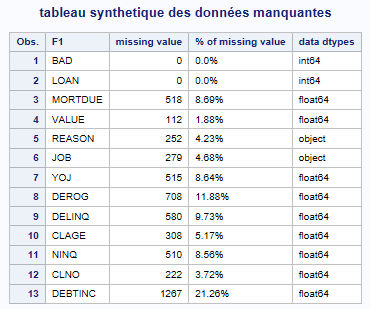 tableau synthetique des données manquantes
Obs. F1 missing value % of missing value data dtypes
1 BAD 0 0.0% int64
2 LOAN 0 0.0% int64
3 MORTDUE 518 8.69% float64
4 VALUE 112 1.88% float64
5 REASON 252 4.23% object
6 JOB 279 4.68% object
7 YOJ 515 8.64% float64
8 DEROG 708 11.88% float64
9 DELINQ 580 9.73% float64
10 CLAGE 308 5.17% float64
11 NINQ 510 8.56% float64
12 CLNO 222 3.72% float64
13 DEBTINC 1267 21.26% float64